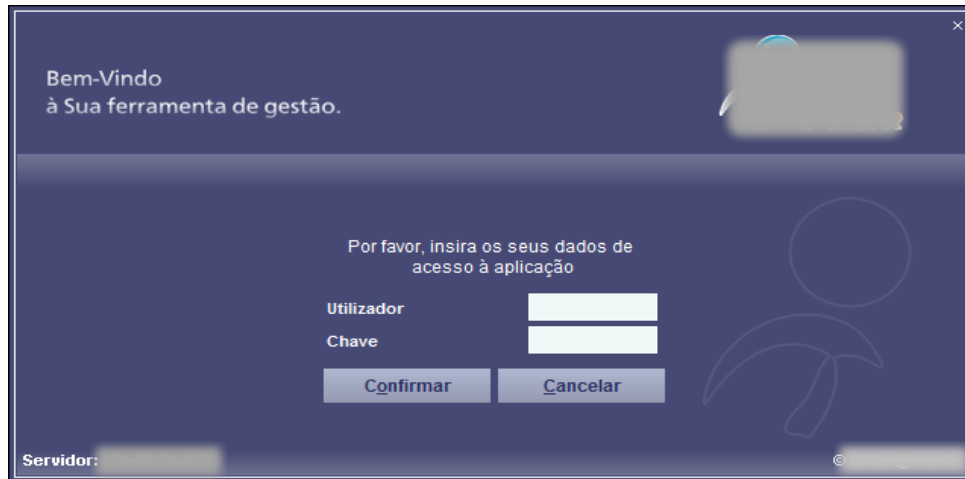 ×
Bem-Vindo
à Sua ferramenta de gestão.
Por favor, insira os seus dados de
acesso à aplicação
Utilizador
Chave
Confirmar Cancelar
Servidor: ©